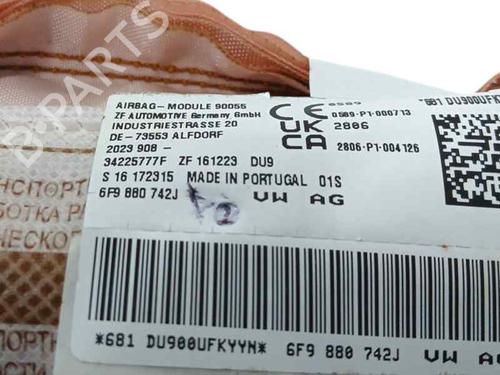 AIRBAG-MODULE 90055
ZF AUTOMOTIVE Germany GmbH
INDUSTRIESTRASSE 20
DE-73553 ALFDORF
2023 908 -
34225777F ZF 161223 DU9
S 16 172315 MADE IN PORTUGAL 01S
6F9 880 742J VW AG
CE 0589
0589-P1-000713
UKCA 2806
2806-P1-004126
*681 DU900UFK
*681 DU900UFKYYN* 6F9 880 742J VW AG
B-PARTS